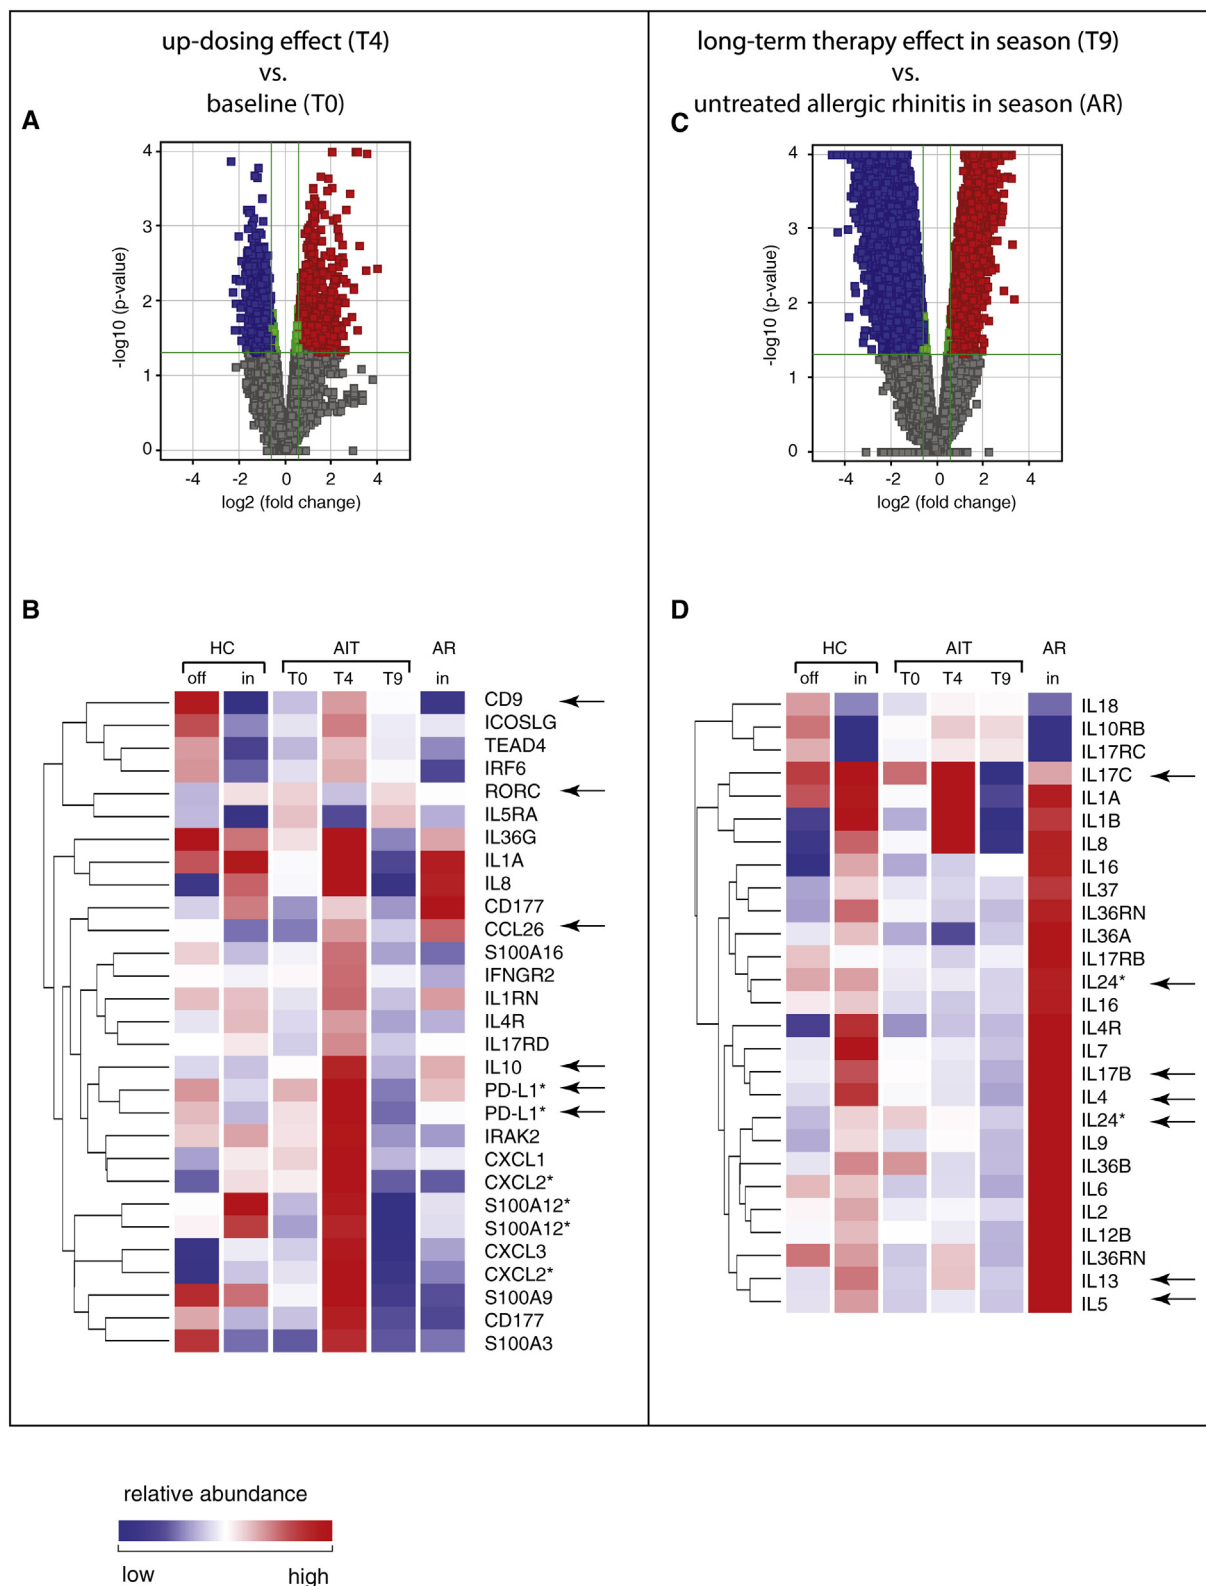 up-dosing effect (T4)
vs.
baseline (T0)
long-term therapy effect in season (T9)
vs.
untreated allergic rhinitis in season (AR)
A
4
3
2
1
0
-log10 (p-value)
-4 -2 0 2 4
log2 (fold change)
C
4
3
2
1
0
-log10 (p-value)
-4 -2 0 2 4
log2 (fold change)
B
HC AIT AR
off in T0 T4 T9 in
CD9
ICOSLG
TEAD4
IRF6
RORC
IL5RA
IL36G
IL1A
IL8
CD177
CCL26
S100A16
IFNGR2
IL1RN
IL4R
IL17RD
IL10
PD-L1*
PD-L1*
IRAK2
CXCL1
CXCL2*
S100A12*
S100A12*
CXCL3
CXCL2*
S100A9
CD177
S100A3
D
HC AIT AR
off in T0 T4 T9 in
IL18
IL10RB
IL17RC
IL17C
IL1A
IL1B
IL8
IL16
IL37
IL36RN
IL36A
IL17RB
IL24*
IL16
IL4R
IL7
IL17B
IL4
IL24*
IL9
IL36B
IL6
IL2
IL12B
IL36RN
IL13
IL5
relative abundance
low high